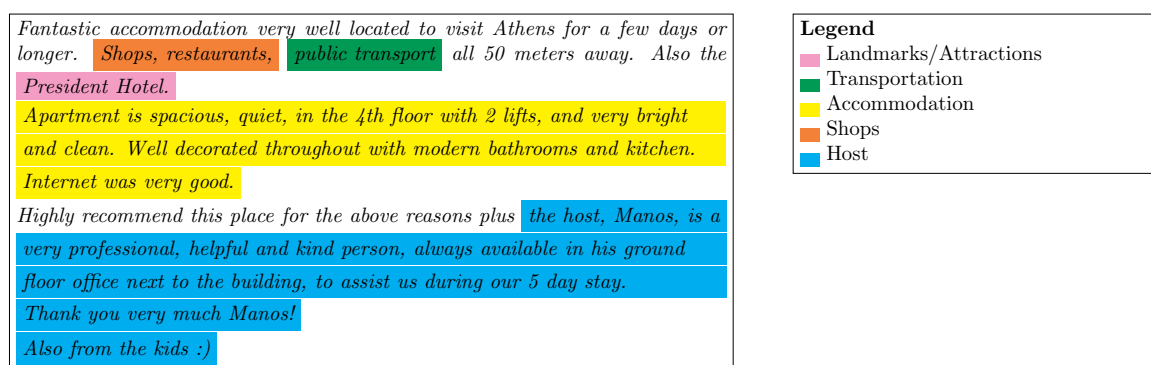 Fantastic accommodation very well located to visit Athens for a few days or
longer. Shops, restaurants, public transport all 50 meters away. Also the
President Hotel.
Apartment is spacious, quiet, in the 4th floor with 2 lifts, and very bright
and clean. Well decorated throughout with modern bathrooms and kitchen.
Internet was very good.
Highly recommend this place for the above reasons plus the host, Manos, is a
very professional, helpful and kind person, always available in his ground
floor office next to the building, to assist us during our 5 day stay.
Thank you very much Manos!
Also from the kids :)
Legend
Landmarks/Attractions
Transportation
Accommodation
Shops
Host